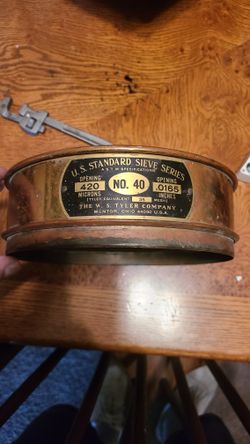 U.S. STANDARD SIEVE SERIES
A.S.T.M. SPECIFICATIONS
OPENING
420
MICRONS
NO. 40
OPENING
.0165
INCHES
(TYLER EQUIVALENT 35 MESH)
THE W. S. TYLER COMPANY
MENTOR, OHIO 44060 U.S.A.